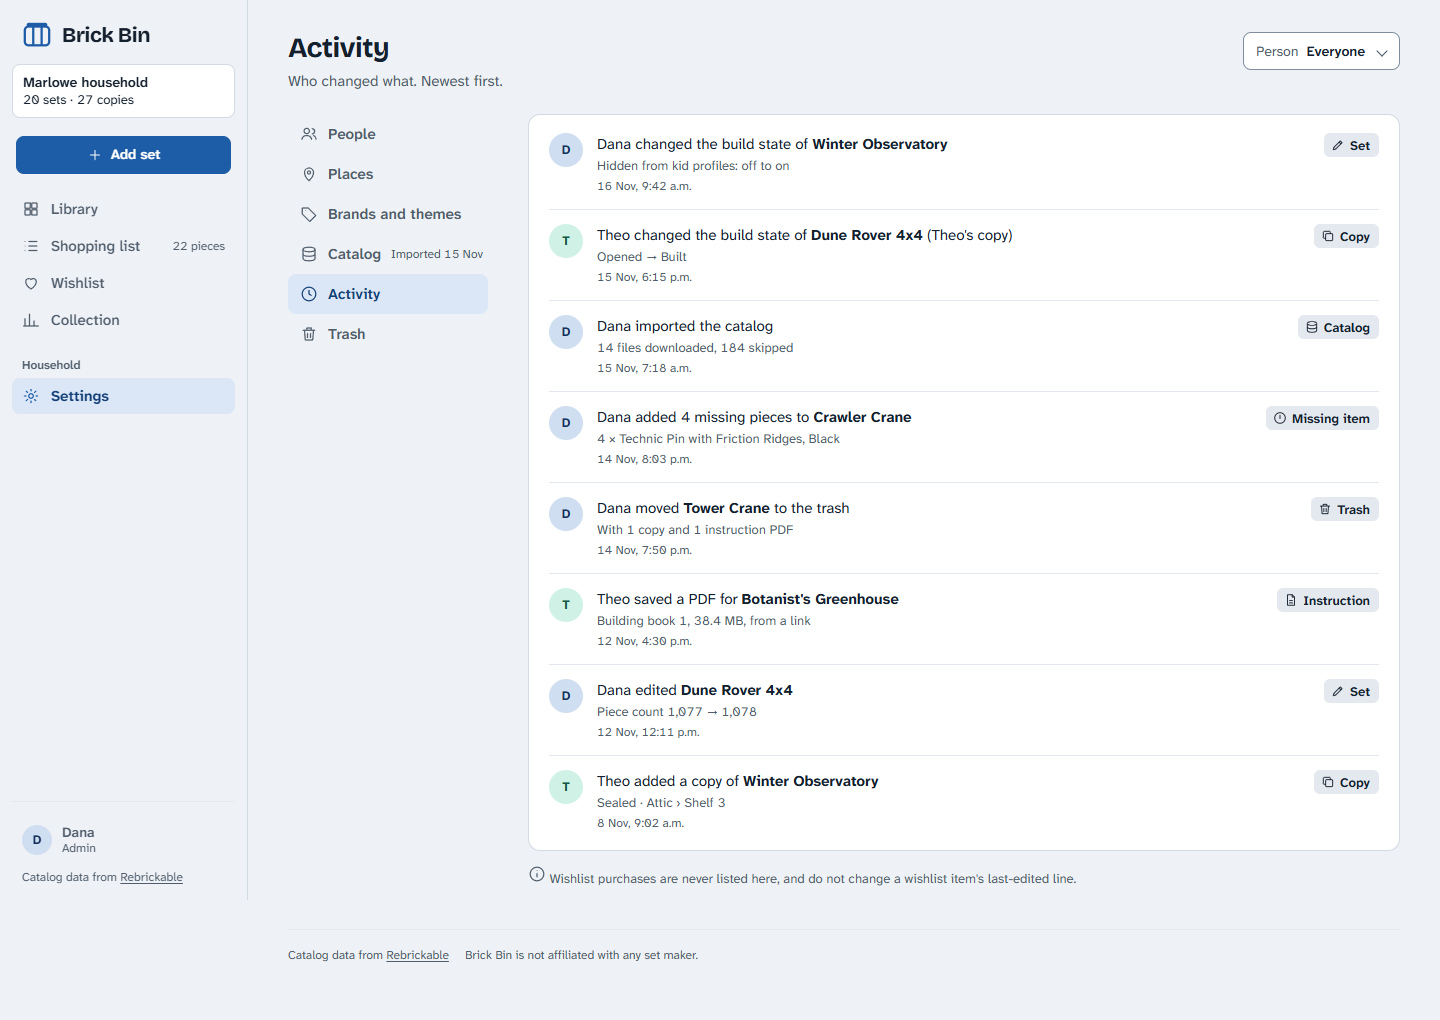 Brick Bin
Marlowe household
20 sets · 27 copies
Add set
Library
Shopping list 22 pieces
Wishlist
Collection
Household
Settings
D Dana
Admin
Catalog data from Rebrickable
Activity
Who changed what. Newest first.
Person Everyone
People
Places
Brands and themes
Catalog Imported 15 Nov
Activity
Trash
D Dana changed the build state of Winter Observatory Set
Hidden from kid profiles: off to on
16 Nov, 9:42 a.m.
T Theo changed the build state of Dune Rover 4x4 (Theo's copy) Copy
Opened → Built
15 Nov, 6:15 p.m.
D Dana imported the catalog Catalog
14 files downloaded, 184 skipped
15 Nov, 7:18 a.m.
D Dana added 4 missing pieces to Crawler Crane Missing item
4 × Technic Pin with Friction Ridges, Black
14 Nov, 8:03 p.m.
D Dana moved Tower Crane to the trash Trash
With 1 copy and 1 instruction PDF
14 Nov, 7:50 p.m.
T Theo saved a PDF for Botanist's Greenhouse Instruction
Building book 1, 38.4 MB, from a link
12 Nov, 4:30 p.m.
D Dana edited Dune Rover 4x4 Set
Piece count 1,077 → 1,078
12 Nov, 12:11 p.m.
T Theo added a copy of Winter Observatory Copy
Sealed · Attic › Shelf 3
8 Nov, 9:02 a.m.
Wishlist purchases are never listed here, and do not change a wishlist item's last-edited line.
Catalog data from Rebrickable Brick Bin is not affiliated with any set maker.